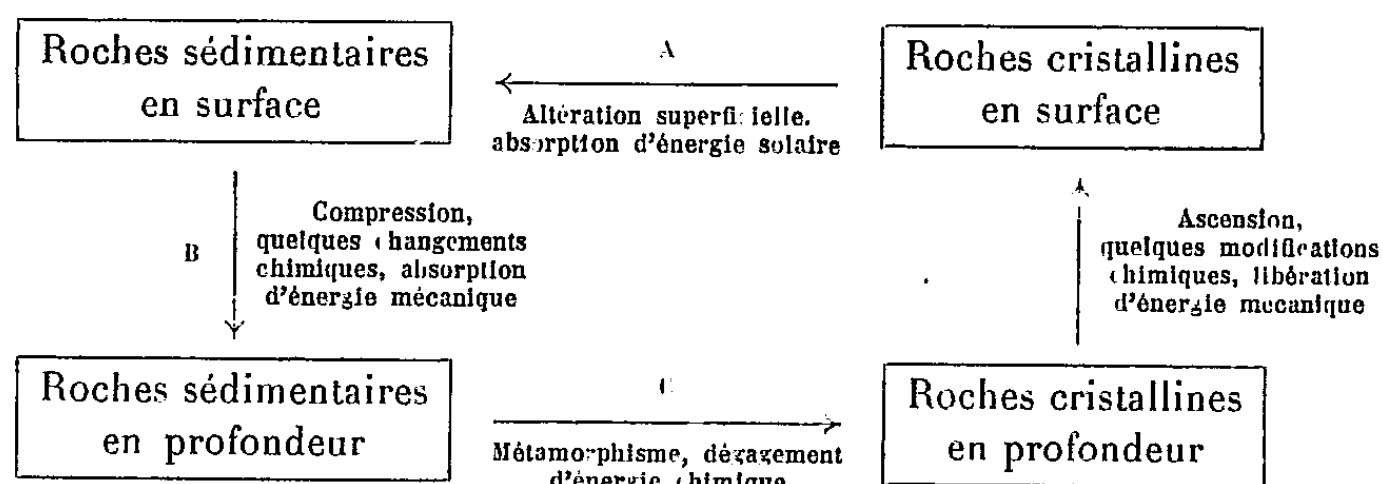 Roches sédimentaires
en surface
A
Altération superficielle.
absorption d'énergie solaire
Roches cristallines
en surface
B
Compression,
quelques changements
chimiques, absorption
d'énergie mécanique
Ascension,
quelques modifications
chimiques, libération
d'énergie mecanique
Roches sédimentaires
en profondeur
C
Métamorphisme, dégagement
d'énergie chimique
Roches cristallines
en profondeur